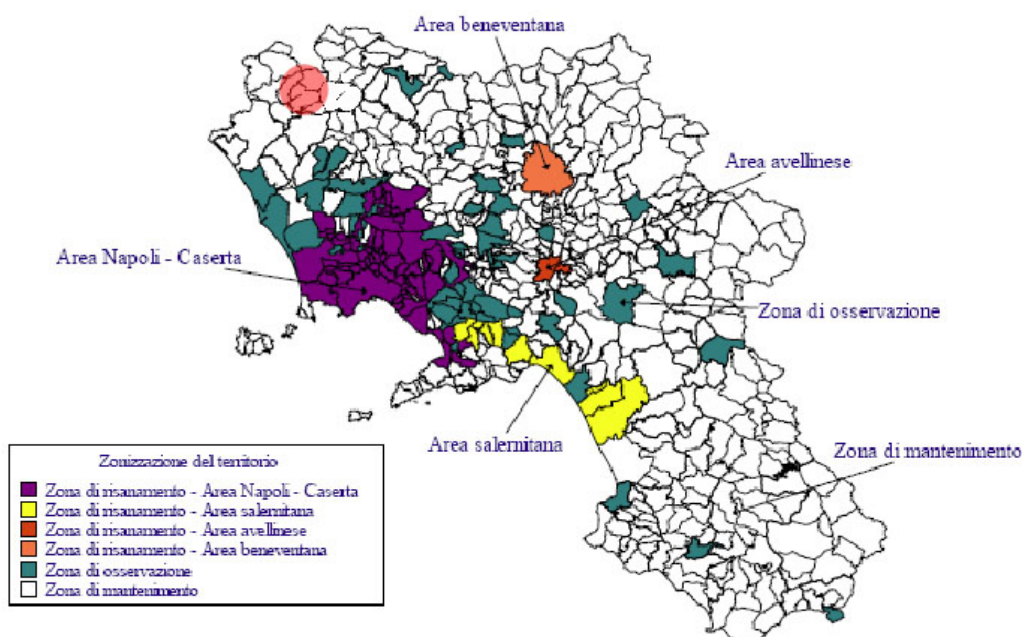 Area beneventana
Area avellinese
Area Napoli - Caserta
Zona di osservazione
Area salernitana
Zona di mantenimento
Zonizzazione del territorio
Zona di risanamento - Area Napoli - Caserta
Zona di risanamento - Area salernitana
Zona di risanamento - Area avellinese
Zona di risanamento - Area beneventana
Zona di osservazione
Zona di mantenimento